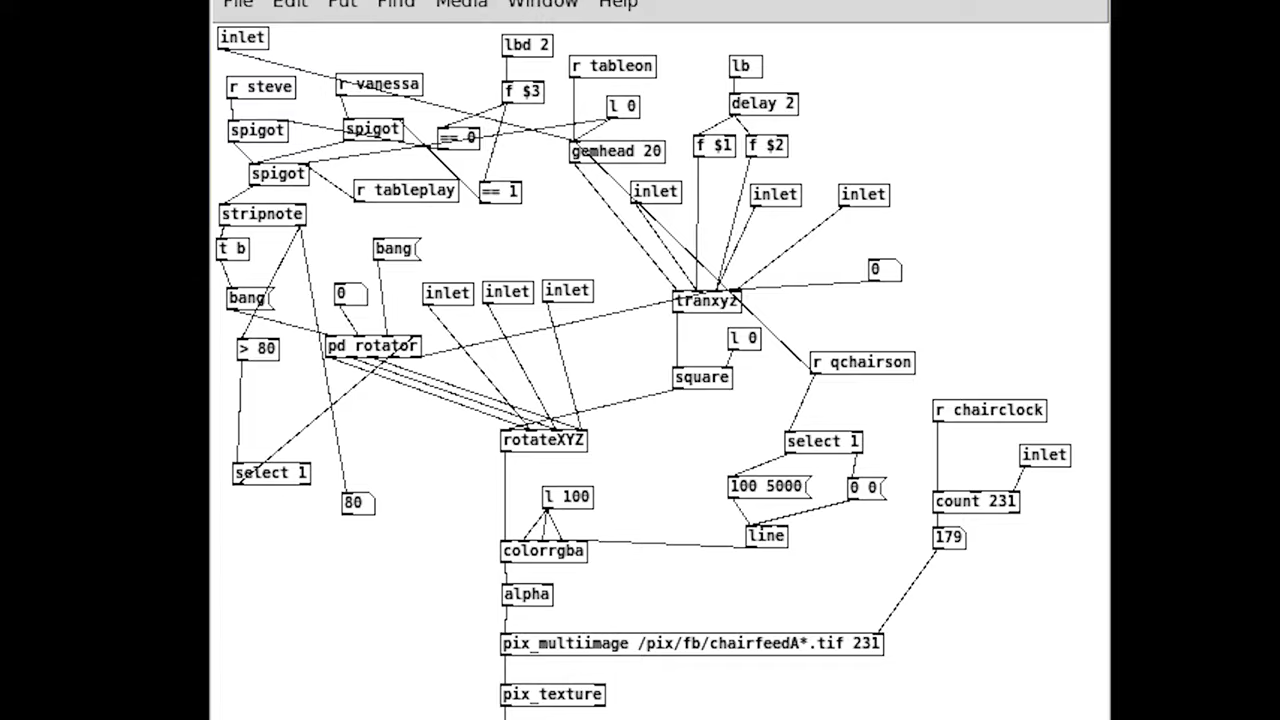 File Edit Put Find Media Window Help
inlet
lbd 2
r tableon
lb
r steve
r vanessa
f $3
l 0
delay 2
spigot
spigot
== 0
gemhead 20
f $1
f $2
spigot
r tableplay
== 1
inlet
inlet
inlet
stripnote
t b
bang
0
bang
0
inlet
inlet
inlet
tranxyz
> 80
pd rotator
l 0
square
r qchairson
r chairclock
rotateXYZ
select 1
inlet
select 1
80
l 100
100 5000
0 0
count 231
line
179
colorrgba
alpha
pix_multiimage /pix/fb/chairfeedA*.tif 231
pix_texture